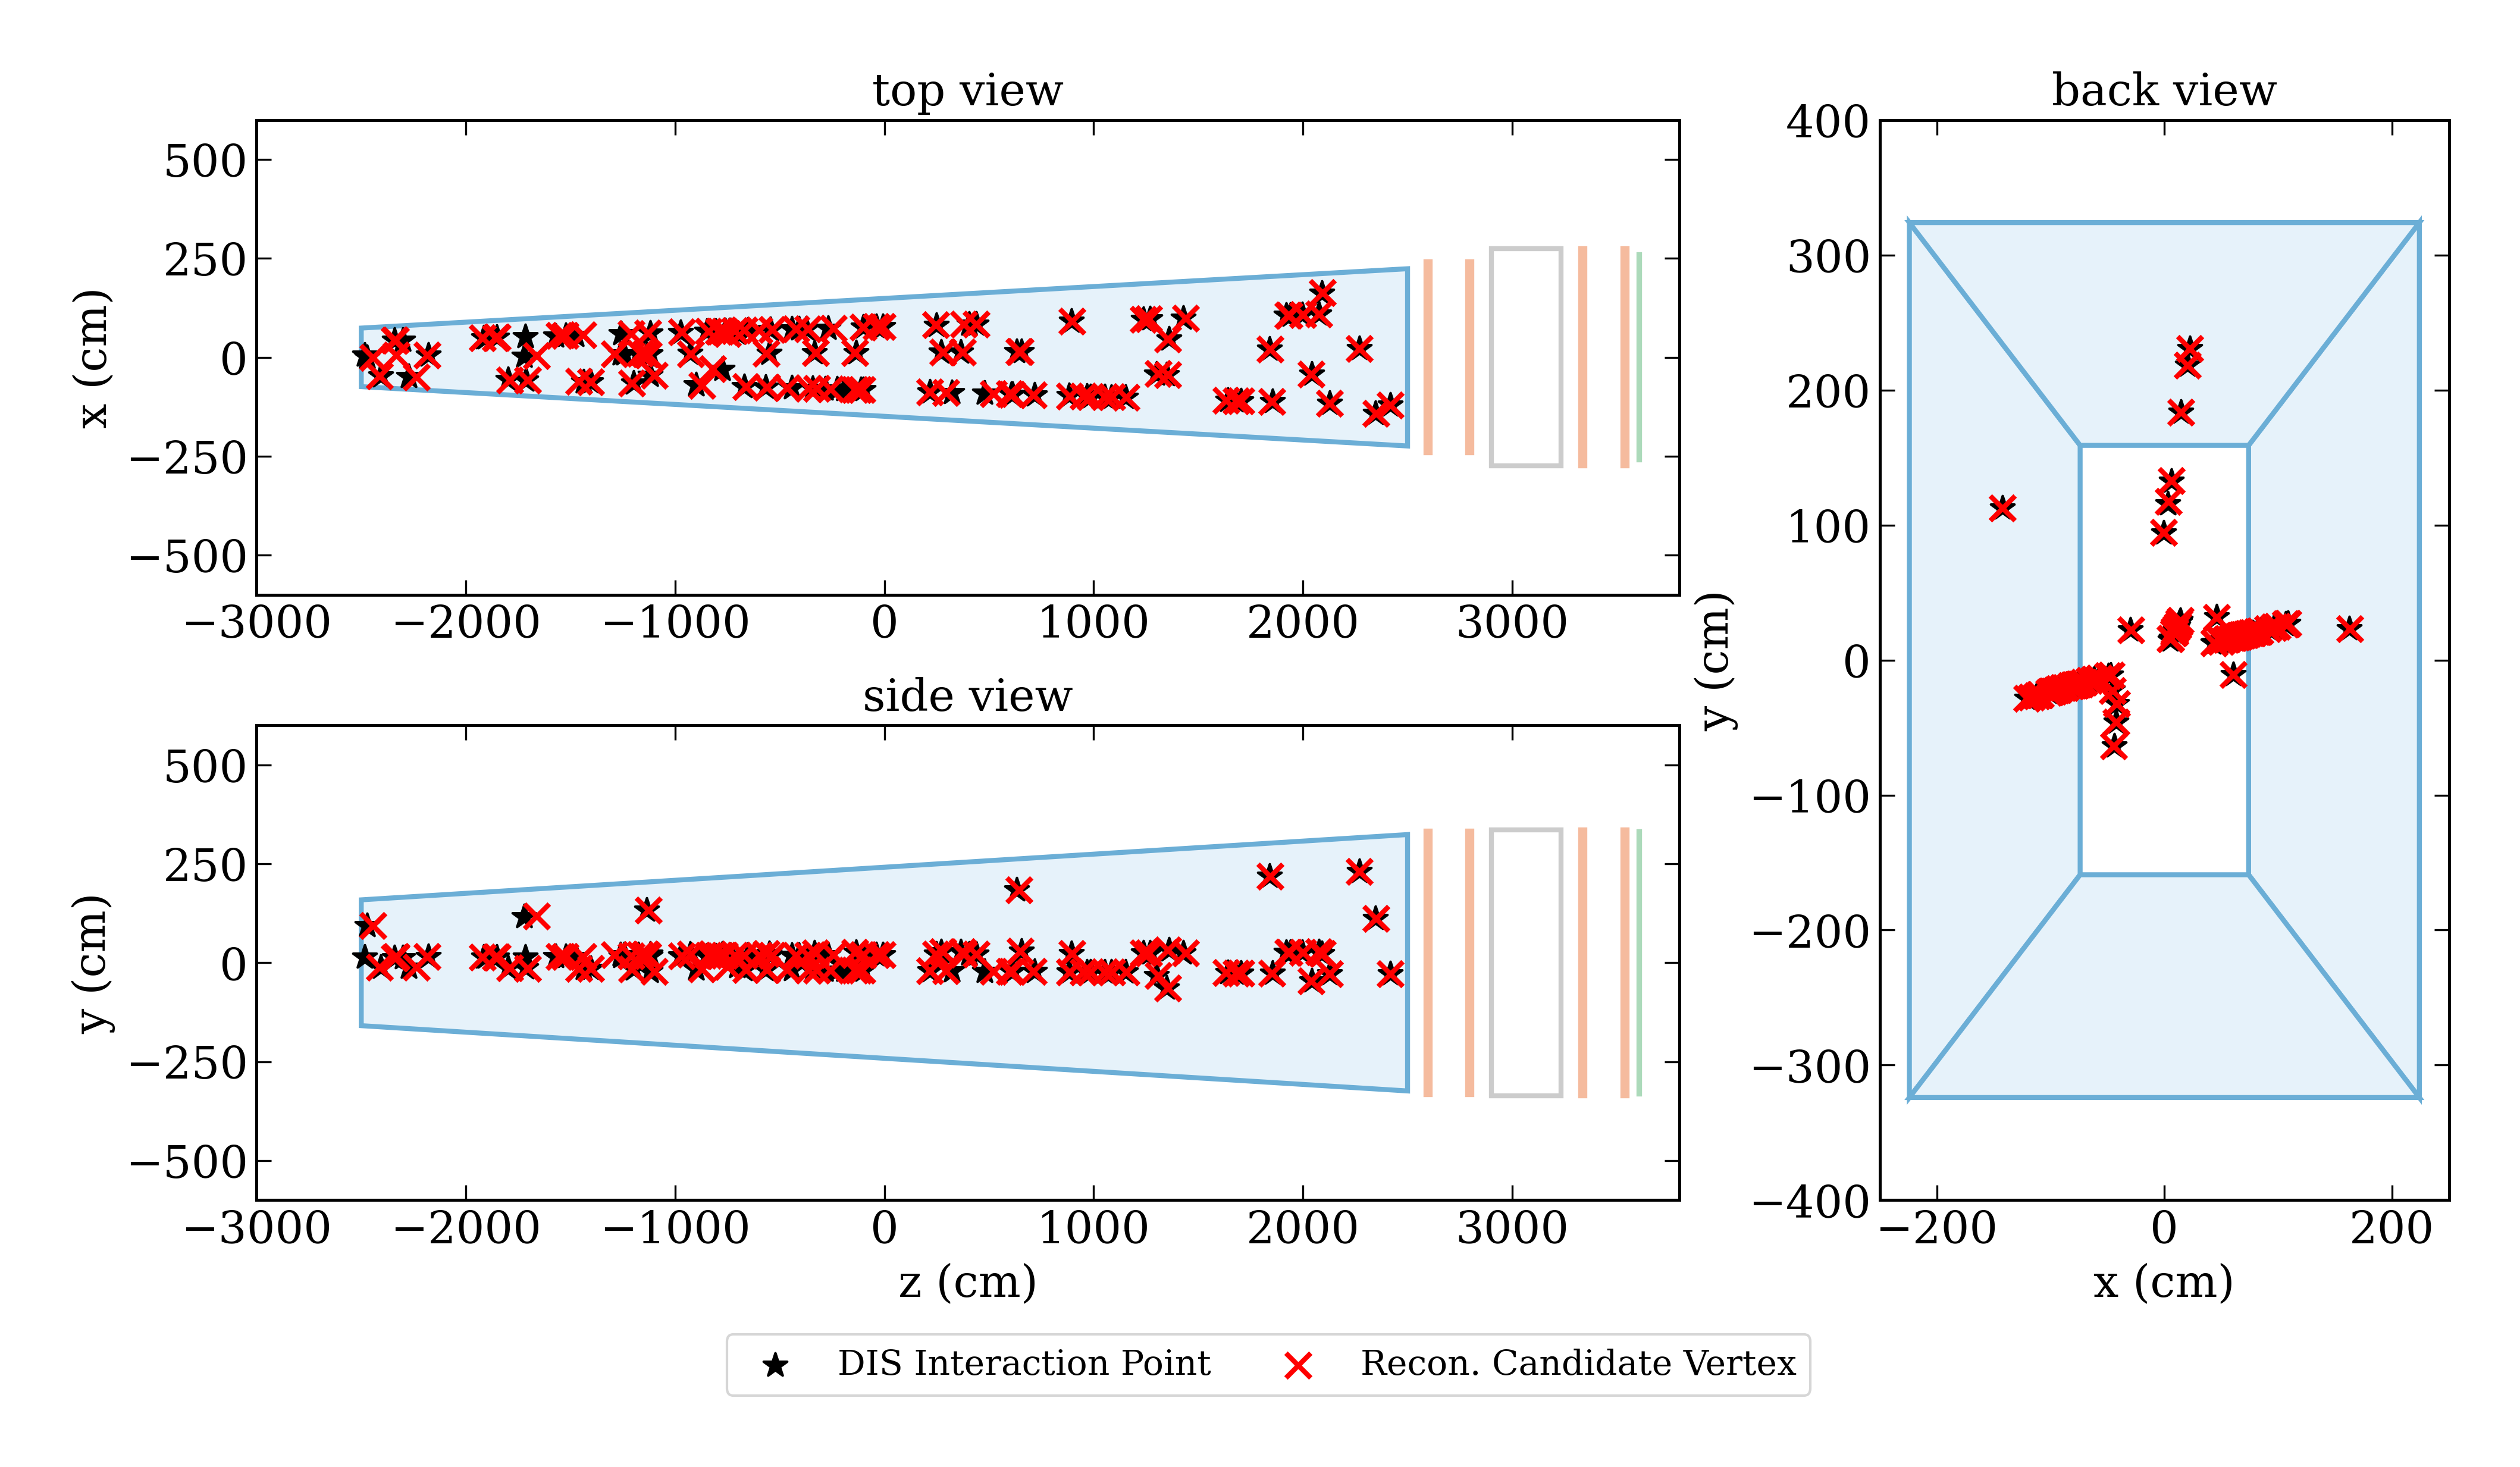 top view
500
250
0
−250
−500
x (cm)
−3000 −2000 −1000 0 1000 2000 3000
side view
500
250
0
−250
−500
y (cm)
−3000 −2000 −1000 0 1000 2000 3000
z (cm)
back view
400
300
200
100
0
−100
−200
−300
−400
y (cm)
−200 0 200
x (cm)
DIS Interaction Point Recon. Candidate Vertex